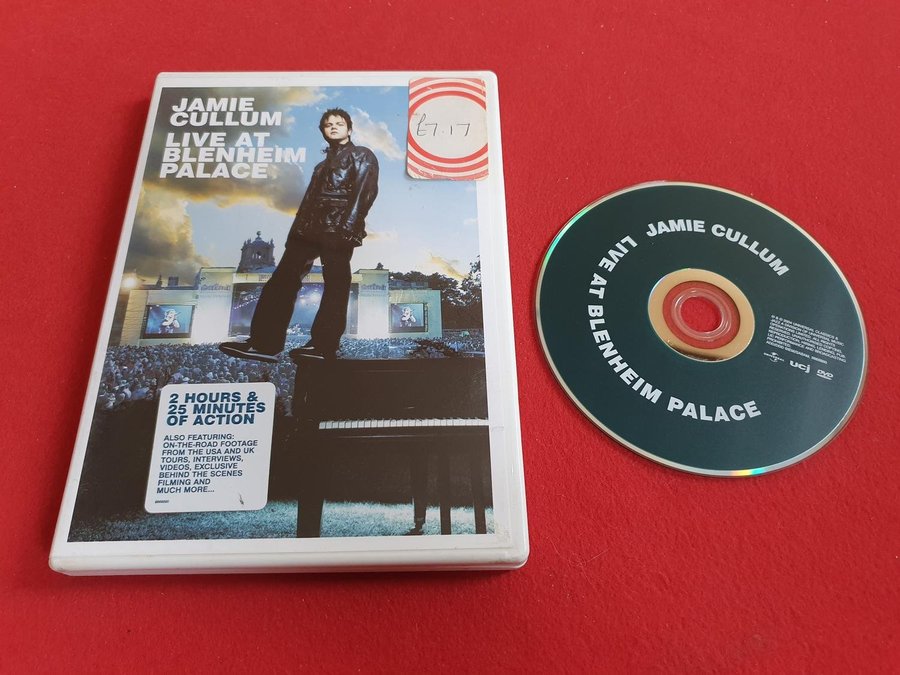 JAMIE
CULLUM
LIVE AT
BLENHEIM
PALACE
£7.17
2 HOURS &
25 MINUTES
OF ACTION
ALSO FEATURING:
ON-THE-ROAD FOOTAGE
FROM THE USA AND UK
TOURS, INTERVIEWS,
VIDEOS, EXCLUSIVE
BEHIND THE SCENES
FILMING AND
MUCH MORE...
JAMIE CULLUM
LIVE AT BLENHEIM PALACE
UNIVERSAL
ucj
DVD